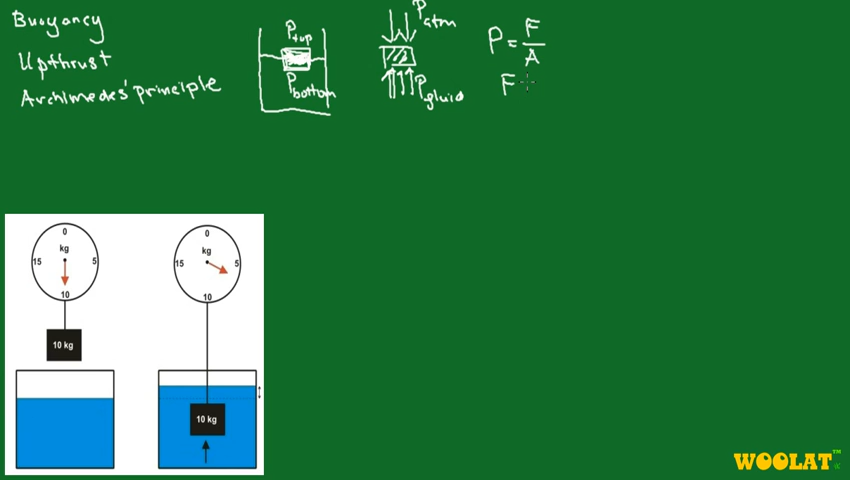 Buoyancy
Upthrust
Archimedes' principle
Ptop
Pbottom
Patm
Pfluid
P = F/A
F
0
kg
15 5
10
10 kg
0
kg
15 5
10
10 kg
WOOLAT™